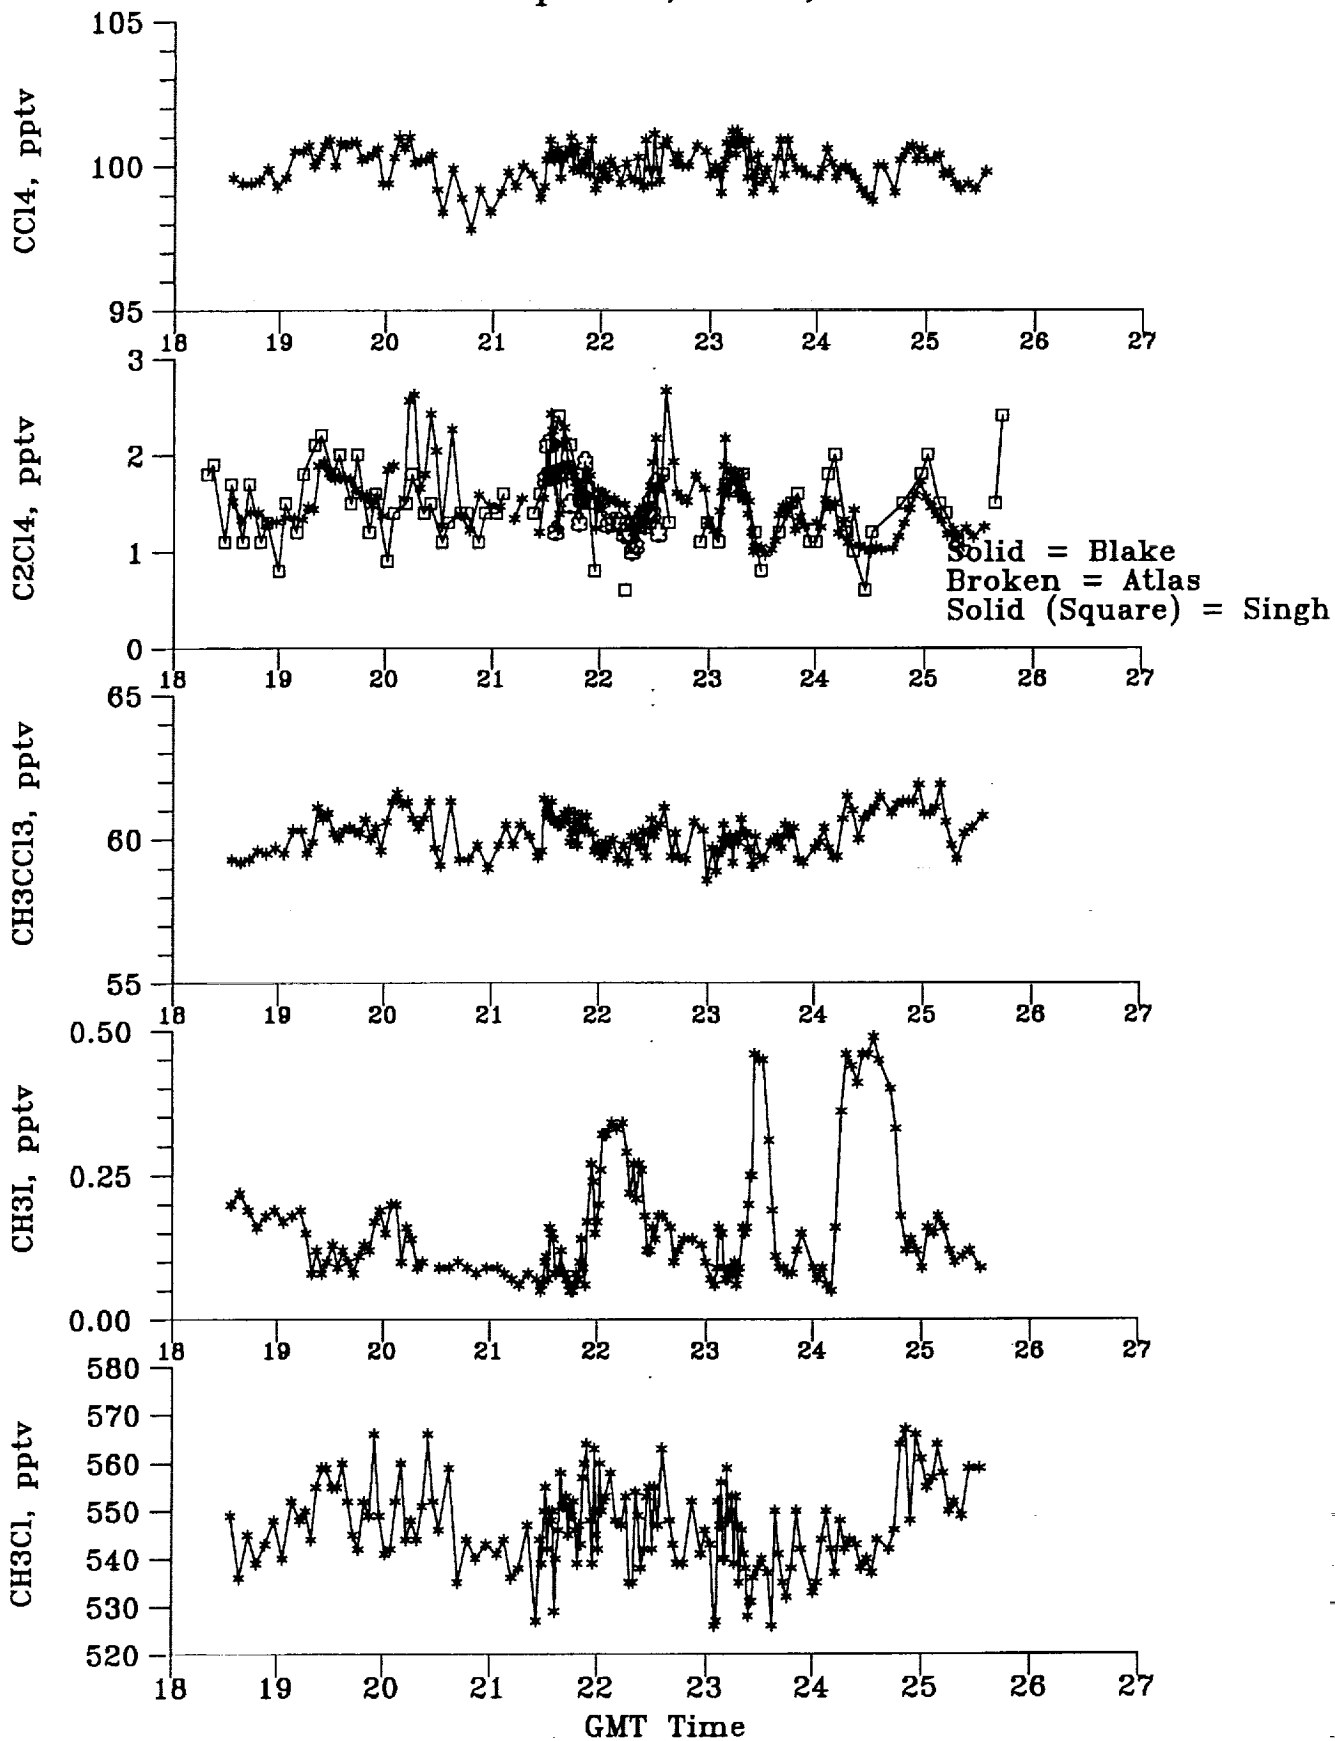 105
100
95
CCl4, pptv
18 19 20 21 22 23 24 25 26 27
3
2
1
0
C2Cl4, pptv
Solid = Blake
Broken = Atlas
Solid (Square) = Singh
18 19 20 21 22 23 24 25 26 27
65
60
55
CH3CCl3, pptv
18 19 20 21 22 23 24 25 26 27
0.50
0.25
0.00
CH3I, pptv
18 19 20 21 22 23 24 25 26 27
580
570
560
550
540
530
520
CH3Cl, pptv
18 19 20 21 22 23 24 25 26 27
GMT Time